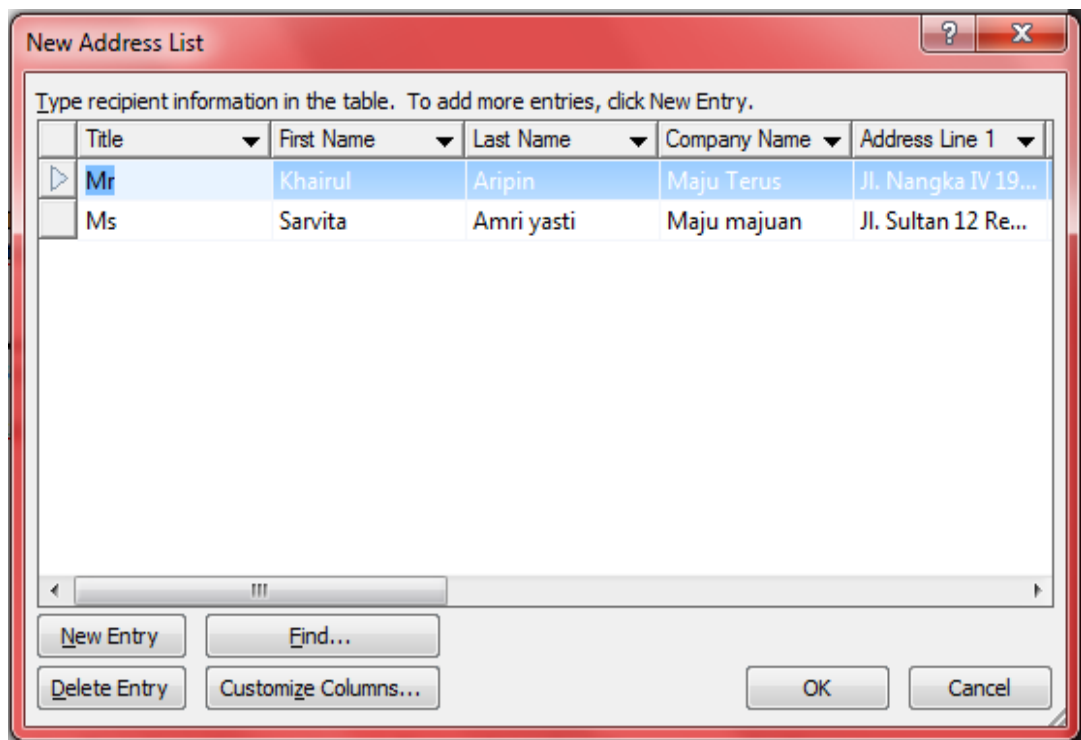 New Address List
Type recipient information in the table. To add more entries, click New Entry.
Title First Name Last Name Company Name Address Line 1
Mr Khairul Aripin Maju Terus Jl. Nangka IV 19...
Ms Sarvita Amri yasti Maju majuan Jl. Sultan 12 Re...
New Entry Find...
Delete Entry Customize Columns... OK Cancel